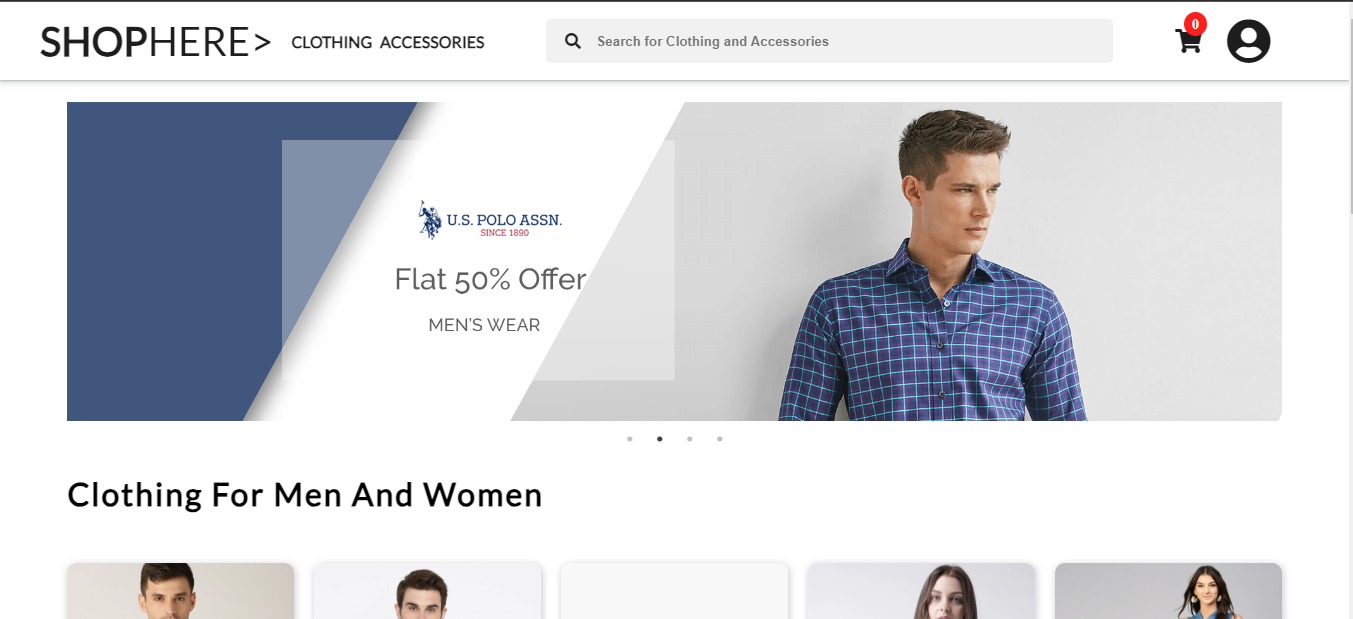 SHOPHERE> CLOTHING ACCESSORIES Search for Clothing and Accessories 0
U.S. POLO ASSN.
SINCE 1890
Flat 50% Offer
MEN'S WEAR
Clothing For Men And Women